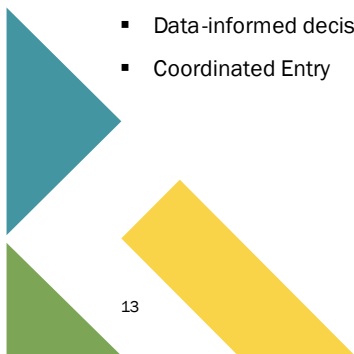 ▪ Data-informed decis
▪ Coordinated Entry
13